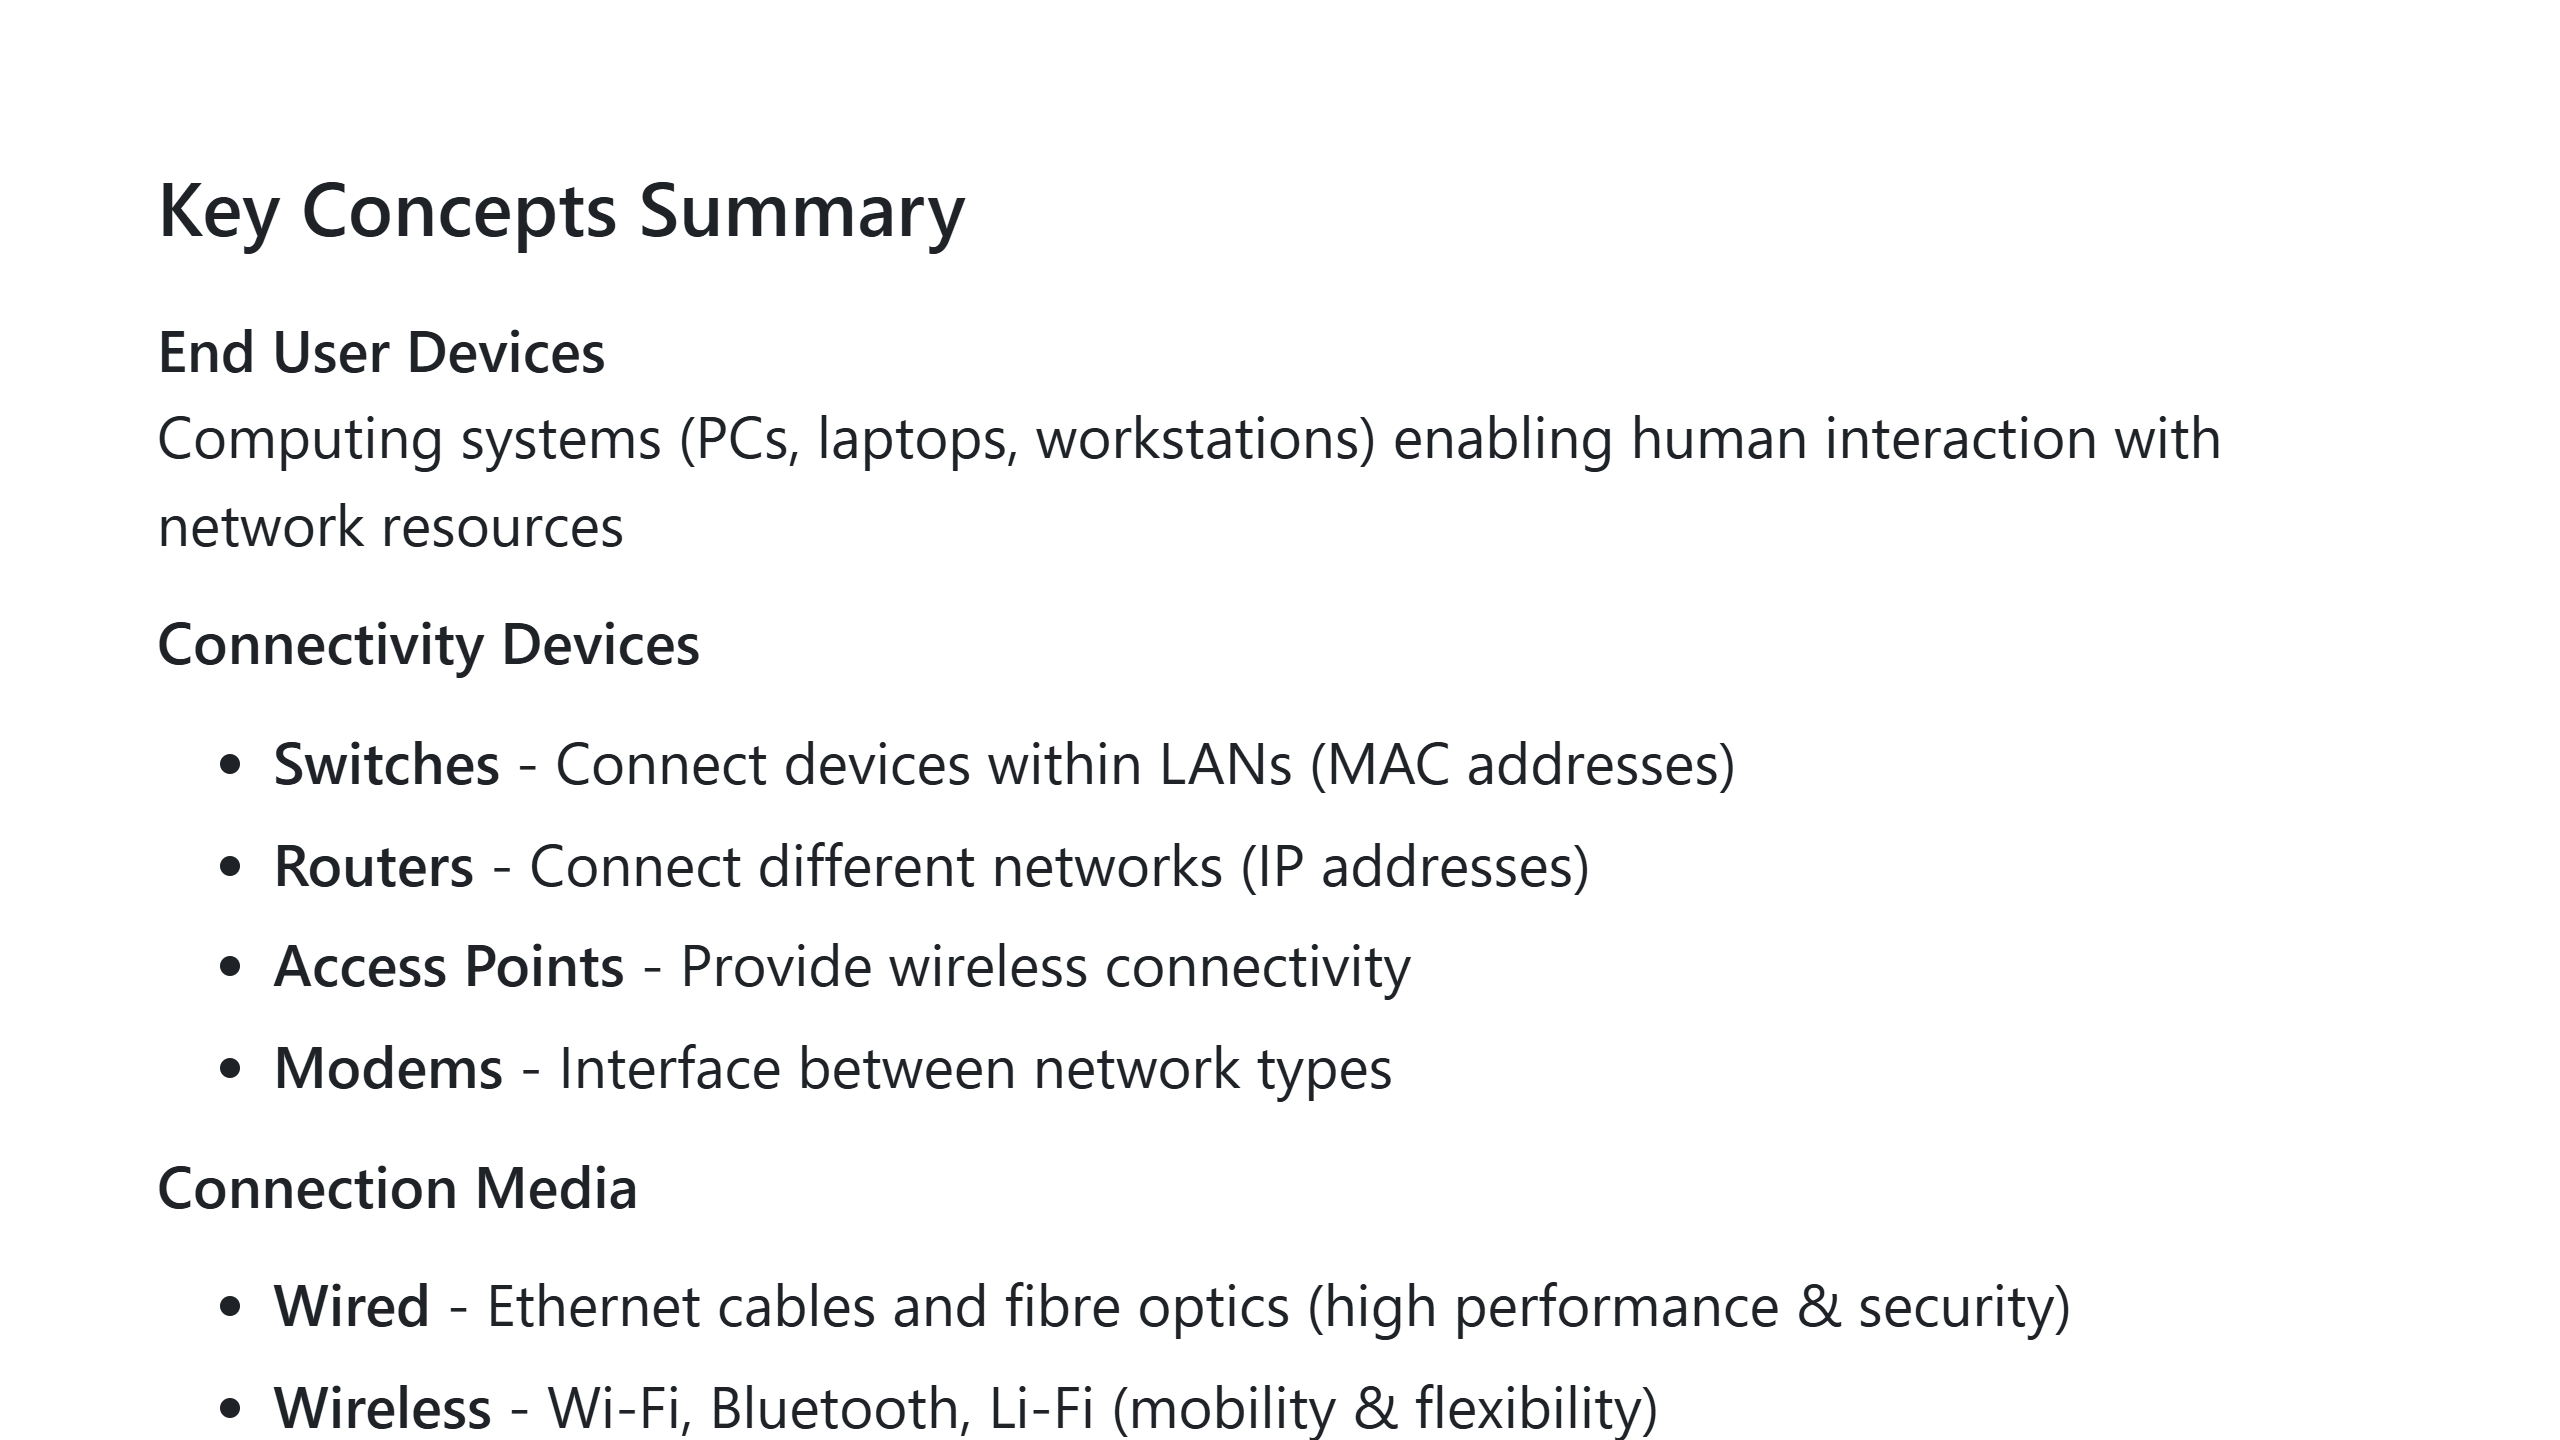 Key Concepts Summary
End User Devices
Computing systems (PCs, laptops, workstations) enabling human interaction with
network resources
Connectivity Devices
• Switches - Connect devices within LANs (MAC addresses)
• Routers - Connect different networks (IP addresses)
• Access Points - Provide wireless connectivity
• Modems - Interface between network types
Connection Media
• Wired - Ethernet cables and fibre optics (high performance & security)
• Wireless - Wi-Fi, Bluetooth, Li-Fi (mobility & flexibility)